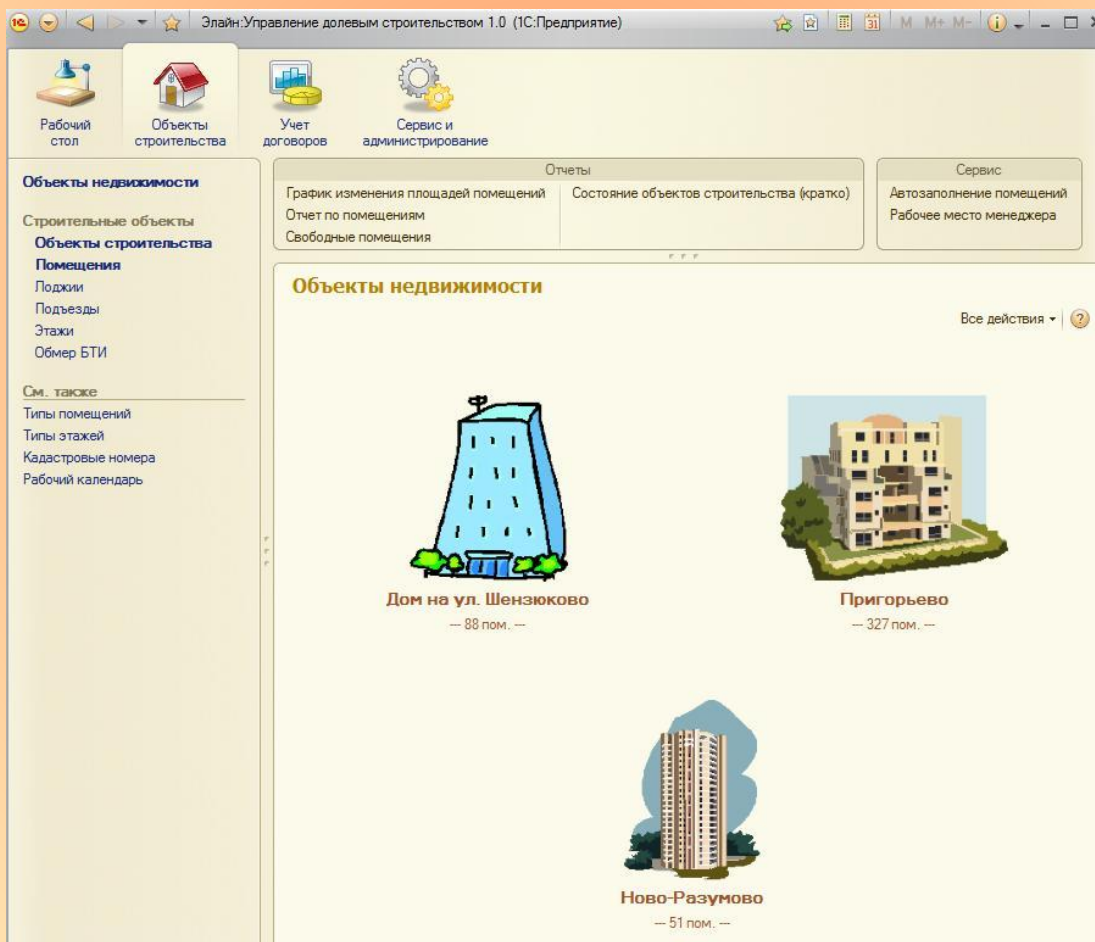 Элайн:Управление долевым строительством 1.0 (1С:Предприятие)
M M+ M-
Рабочий
стол
Объекты
строительства
Учет
договоров
Сервис и
администрирование
Объекты недвижимости
Строительные объекты
Объекты строительства
Помещения
Лоджии
Подъезды
Этажи
Обмер БТИ
См. также
Типы помещений
Типы этажей
Кадастровые номера
Рабочий календарь
Отчеты
График изменения площадей помещений
Отчет по помещениям
Свободные помещения
Состояние объектов строительства (кратко)
Сервис
Автозаполнение помещений
Рабочее место менеджера
Объекты недвижимости
Все действия
Дом на ул. Шензюково
--- 88 пом. ---
Пригорьево
--- 327 пом. ---
Ново-Разумово
--- 51 пом. ---